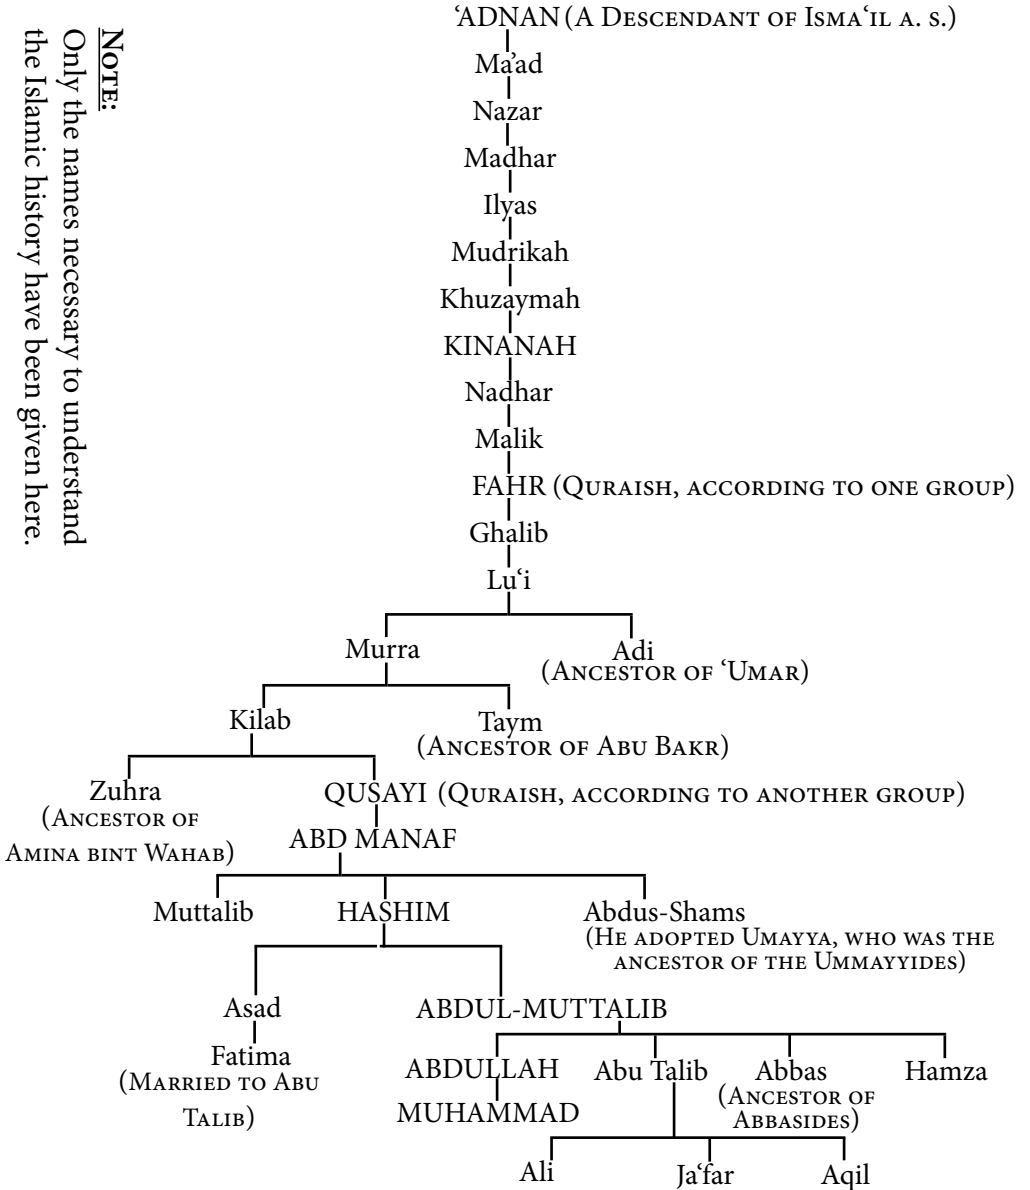 ‘ADNAN (A Descendant of Isma‘il a. s.)
Ma’ad
Nazar
Madhar
Ilyas
Mudrikah
Khuzaymah
KINANAH
Nadhar
Malik
FAHR (Quraish, according to one group)
Ghalib
Lu‘i
Murra
Adi
(Ancestor of ‘Umar)
Kilab
Taym
(Ancestor of Abu Bakr)
Zuhra
(Ancestor of
Amina bint Wahab)
QUSAYI (Quraish, according to another group)
ABD MANAF
Muttalib
HASHIM
Abdus-Shams
(He adopted Umayya, who was the
ancestor of the Ummayyides)
Asad
ABDUL-MUTTALIB
Fatima
(Married to Abu
Talib)
ABDULLAH
Abu Talib
Abbas
(Ancestor of
Abbasides)
Hamza
MUHAMMAD
Ali
Ja‘far
Aqil
Note:
Only the names necessary to understand
the Islamic history have been given here.